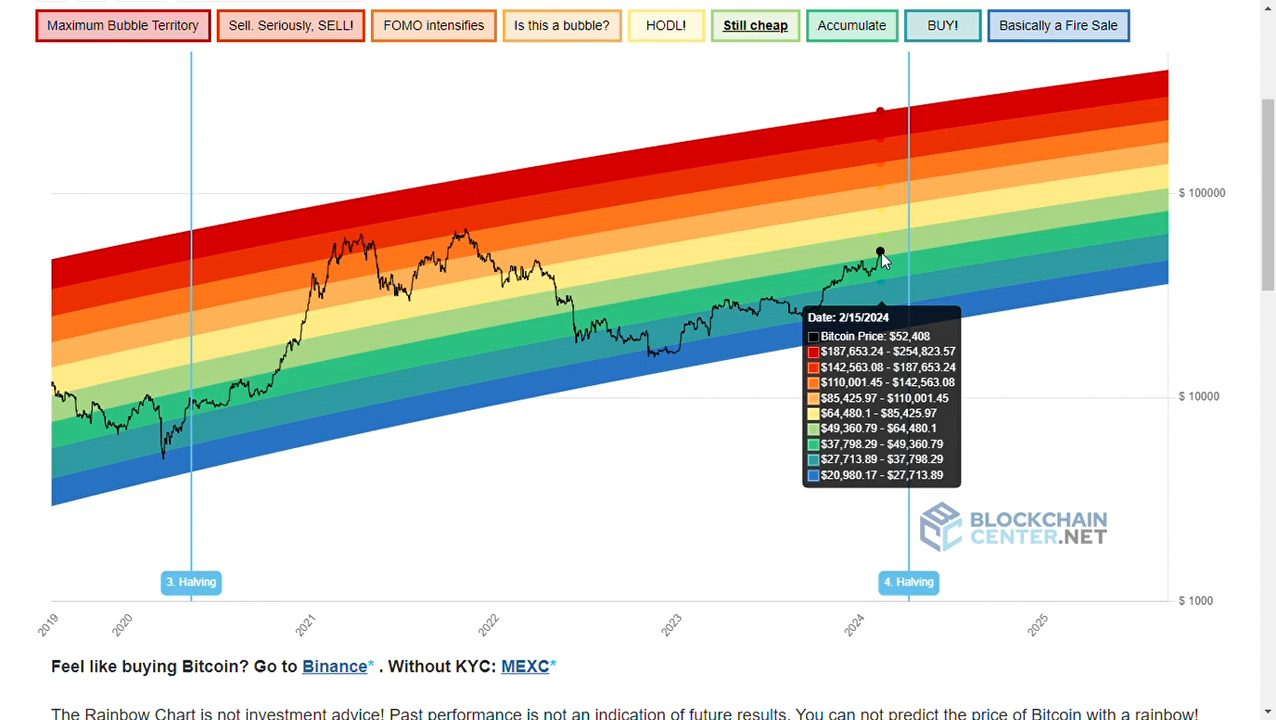 Maximum Bubble Territory
Sell. Seriously, SELL!
FOMO intensifies
Is this a bubble?
HODL!
Still cheap
Accumulate
BUY!
Basically a Fire Sale
$ 100000
Date: 2/15/2024
Bitcoin Price: $52,408
$187,653.24 - $254,823.57
$142,563.08 - $187,653.24
$110,001.45 - $142,563.08
$85,425.97 - $110,001.45
$64,480.1 - $85,425.97
$49,360.79 - $64,480.1
$37,798.29 - $49,360.79
$27,713.89 - $37,798.29
$20,980.17 - $27,713.89
$ 10000
BLOCKCHAIN
CENTER.NET
3. Halving
4. Halving
$ 1000
2019
2020
2021
2022
2023
2024
2025
Feel like buying Bitcoin? Go to Binance* . Without KYC: MEXC*
The Rainbow Chart is not investment advice! Past performance is not an indication of future results. You can not predict the price of Bitcoin with a rainbow!